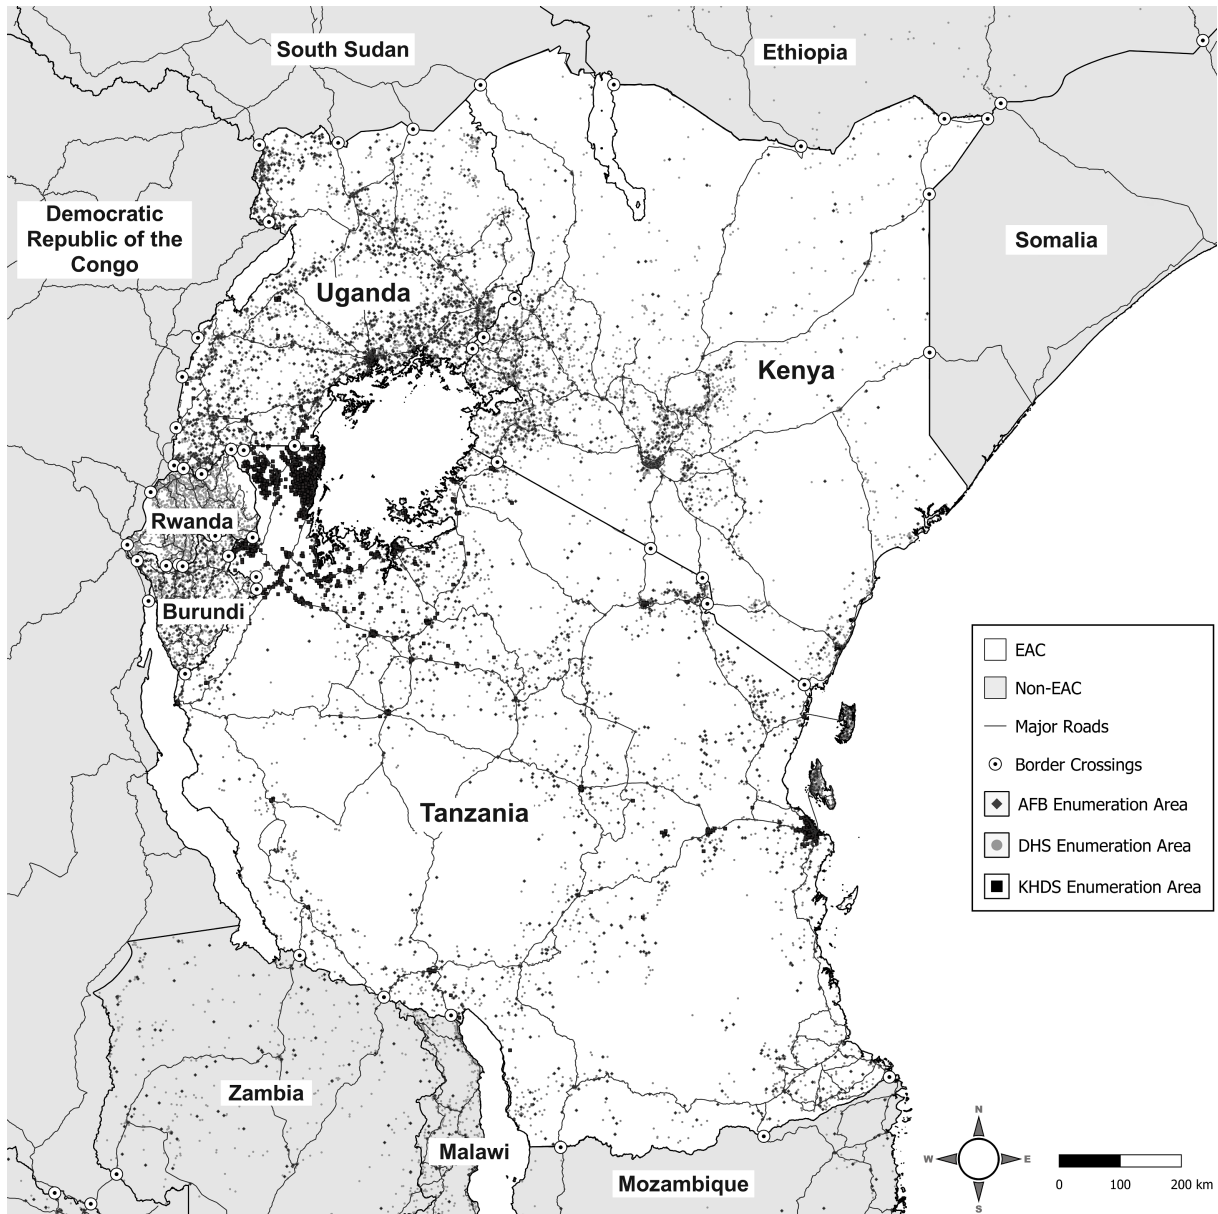 South Sudan
Ethiopia
Democratic
Republic of the
Congo
Somalia
Uganda
Kenya
Rwanda
Burundi
EAC
Non-EAC
Major Roads
Border Crossings
AFB Enumeration Area
DHS Enumeration Area
KHDS Enumeration Area
Tanzania
Zambia
Malawi
Mozambique
N
W E
S
0 100 200 km